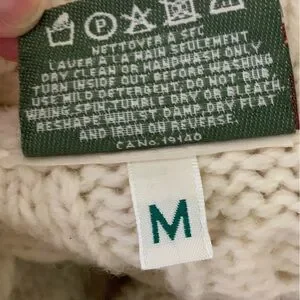 NETTOYER A SEC
LAVER A LA MAIN SEULEMENT
DRY CLEAN OR HANDWASH ONLY
TURN INSIDE OUT BEFORE WASHING
USE MILD DETERGENT, DO NOT RUB,
WRING, SPIN, TUMBLE DRY OR BLEACH.
RESHAPE WHILST DAMP, DRY FLAT
AND IRON ON REVERSE.
CA No. 19140
M